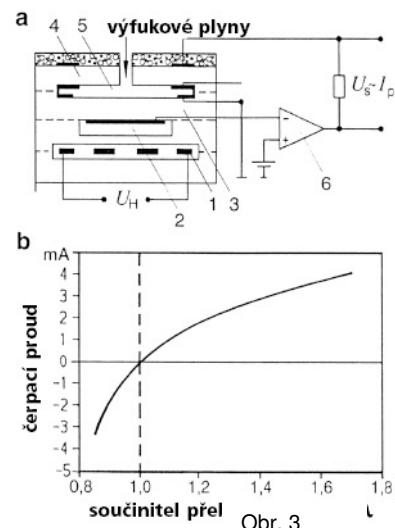 a
výfukové plyny
4
5
U_s~I_p
6
U_H
2
3
1
b
mA
4
3
2
1
0
-1
-2
-3
-4
-5
čerpací proud
0,8
1,0
1,2
1,4
1,6
1,8
součinitel přel
Obr. 3